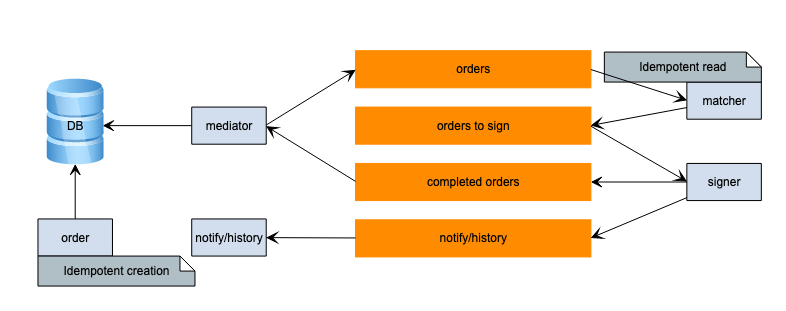 orders
Idempotent read
matcher
DB
mediator
orders to sign
completed orders
signer
order
notify/history
notify/history
Idempotent creation